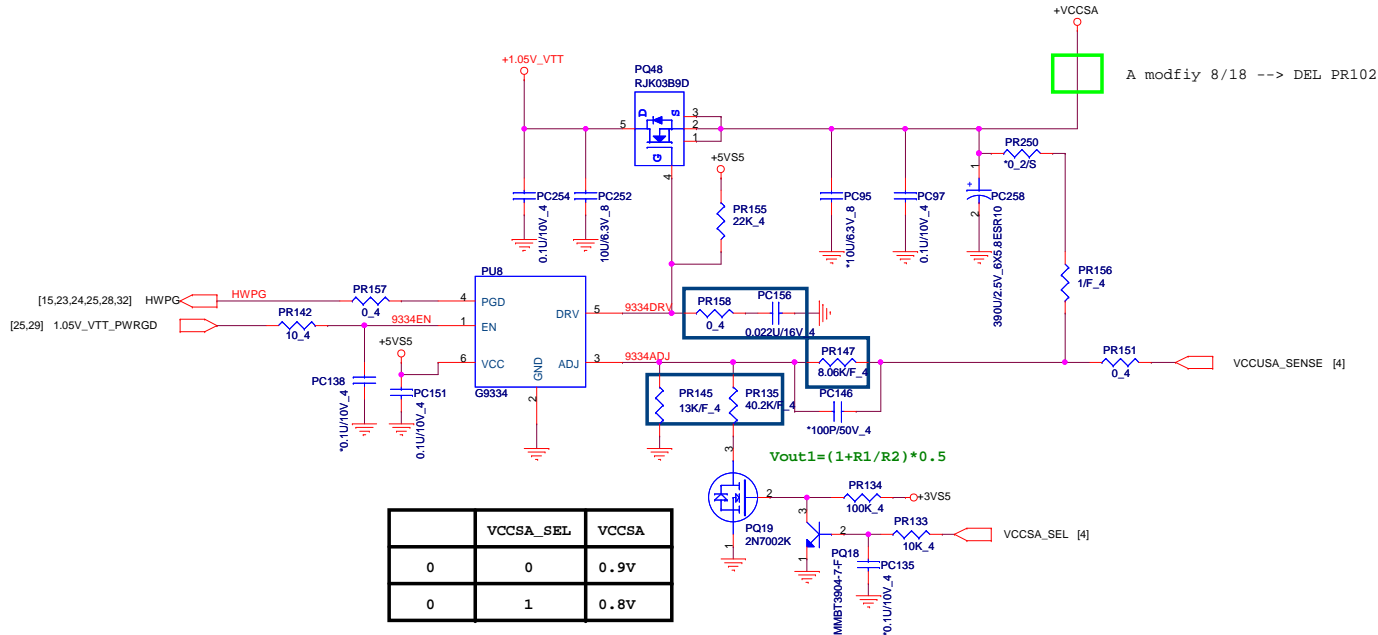 +VCCSA
A modfiy 8/18 --> DEL PR102
+1.05V_VTT
PQ48
RJK03B9D
D
S
G
5
3
2
1
4
+5VS5
PR155
22K_4
PC254
0.1U/10V_4
PC252
10U/6.3V_8
PC95
*10U/6.3V_8
PC97
0.1U/10V_4
1
+
2
PC258
390U/2.5V_6X5.8ESR10
PR250
*0_2/S
PR156
1/F_4
PU8
[15,23,24,25,28,32] HWPG
HWPG
PR157
0_4
4
PGD
[25,29] 1.05V_VTT_PWRGD
PR142
10_4
9334EN
1
EN
+5VS5
6
VCC
GND
2
G9334
DRV
5
9334DRV
ADJ
3
9334ADJ
PC138
*0.1U/10V_4
PC151
0.1U/10V_4
PR158
0_4
PC156
0.022U/16V_4
PR147
8.06K/F_4
PR151
0_4
VCCUSA_SENSE [4]
PR145
13K/F_4
PR135
40.2K/F_4
PC146
*100P/50V_4
Vout1=(1+R1/R2)*0.5
3
2
1
PQ19
2N7002K
PR134
100K_4
+3VS5
3
2
1
PQ18
MMBT3904-7-F
PR133
10K_4
VCCSA_SEL [4]
PC135
*0.1U/10V_4
VCCSA_SEL VCCSA
0 0 0.9V
0 1 0.8V